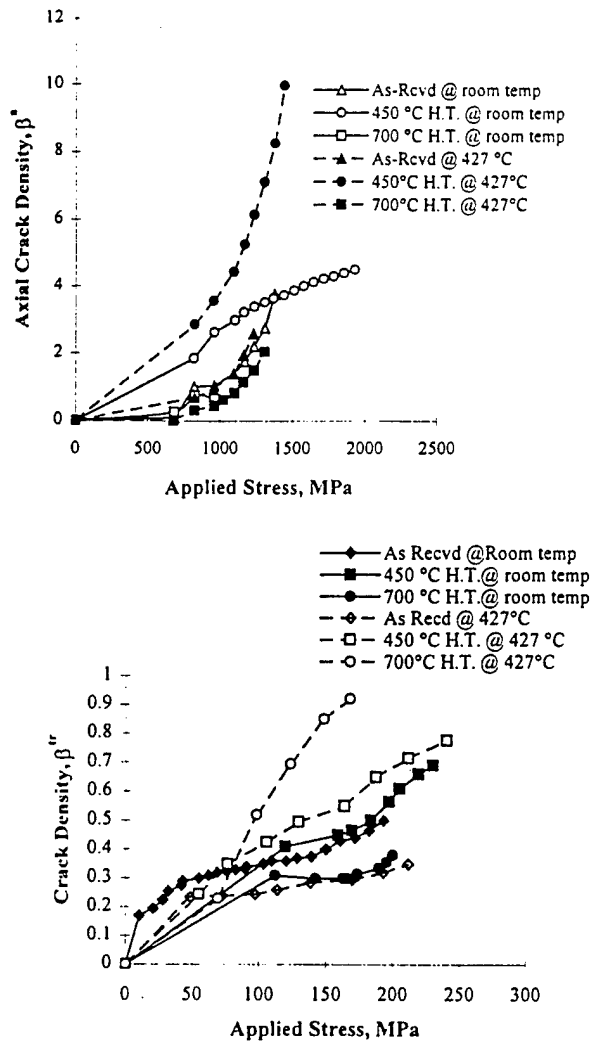 12
10
8
6
4
2
0
Axial Crack Density, βª
0 500 1000 1500 2000 2500
Applied Stress, MPa
As-Rcvd @ room temp
450 °C H.T. @ room temp
700 °C H.T. @ room temp
As-Rcvd @ 427 °C
450°C H.T. @ 427°C
700°C H.T. @ 427°C
As Recvd @Room temp
450 °C H.T.@ room temp
700 °C H.T.@ room temp
As Recd @ 427°C
450 °C H.T.@ 427 °C
700°C H.T. @ 427°C
1
0.9
0.8
0.7
0.6
0.5
0.4
0.3
0.2
0.1
0
Crack Density, βᵗʳ
0 50 100 150 200 250 300
Applied Stress, MPa